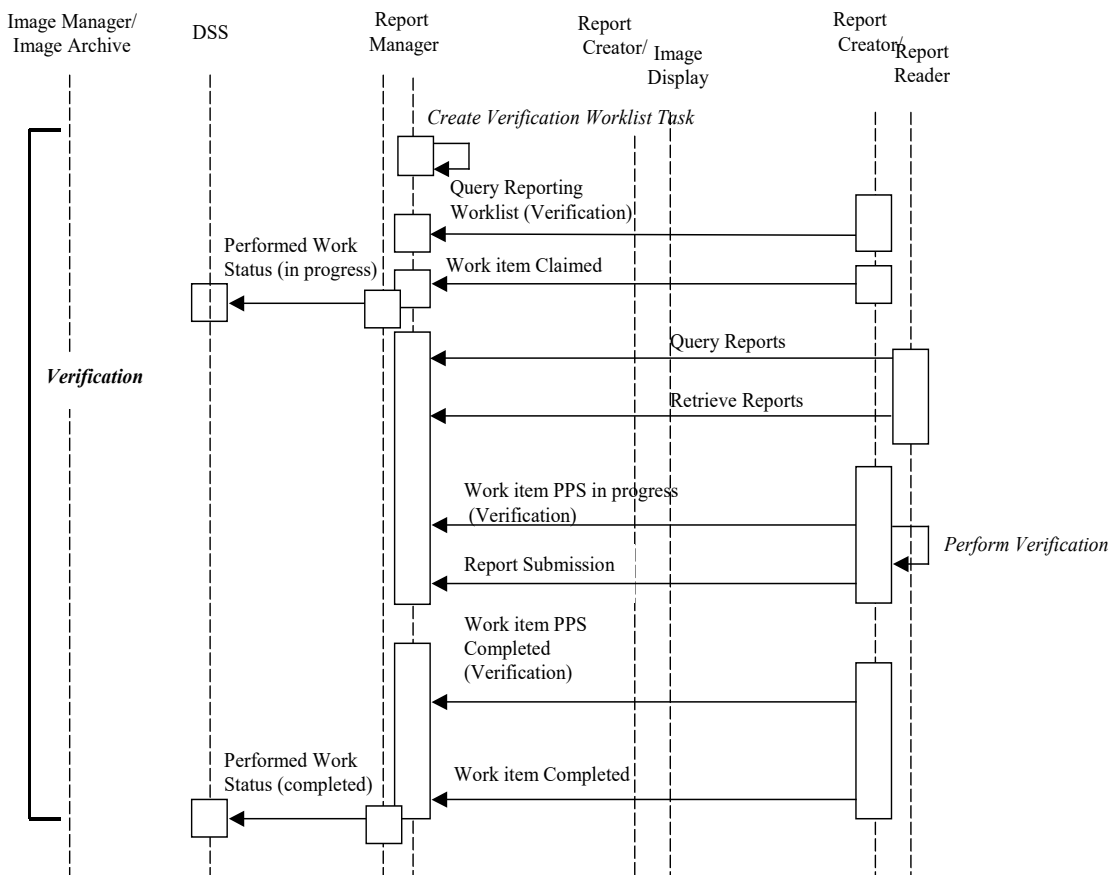 Image Manager/
Image Archive
DSS
Report
Manager
Report
Creator/
Image
Display
Report
Creator/
Report
Reader
Create Verification Worklist Task
Query Reporting
Worklist (Verification)
Performed Work
Status (in progress)
Work item Claimed
Query Reports
Verification
Retrieve Reports
Work item PPS in progress
(Verification)
Perform Verification
Report Submission
Work item PPS
Completed
(Verification)
Performed Work
Status (completed)
Work item Completed